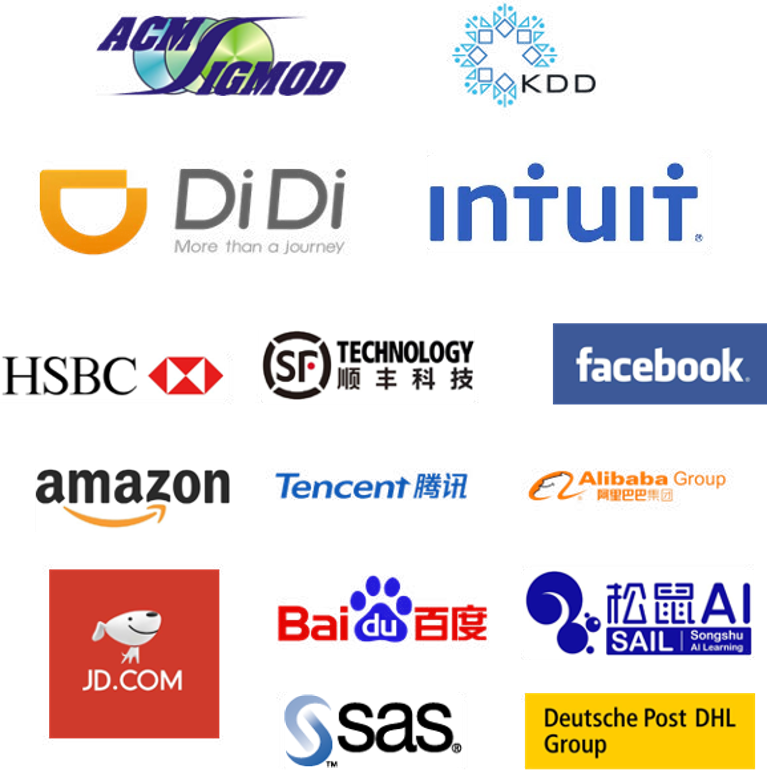 ACM SIGMOD
KDD
DiDi
More than a journey
intuit®
HSBC
SF TECHNOLOGY
顺丰科技
facebook®
amazon
Tencent 腾讯
Alibaba Group
阿里巴巴集团
JD.COM
Bai du 百度
松鼠AI
SAIL Songshu
AI Learning
sas®
TM
Deutsche Post DHL
Group